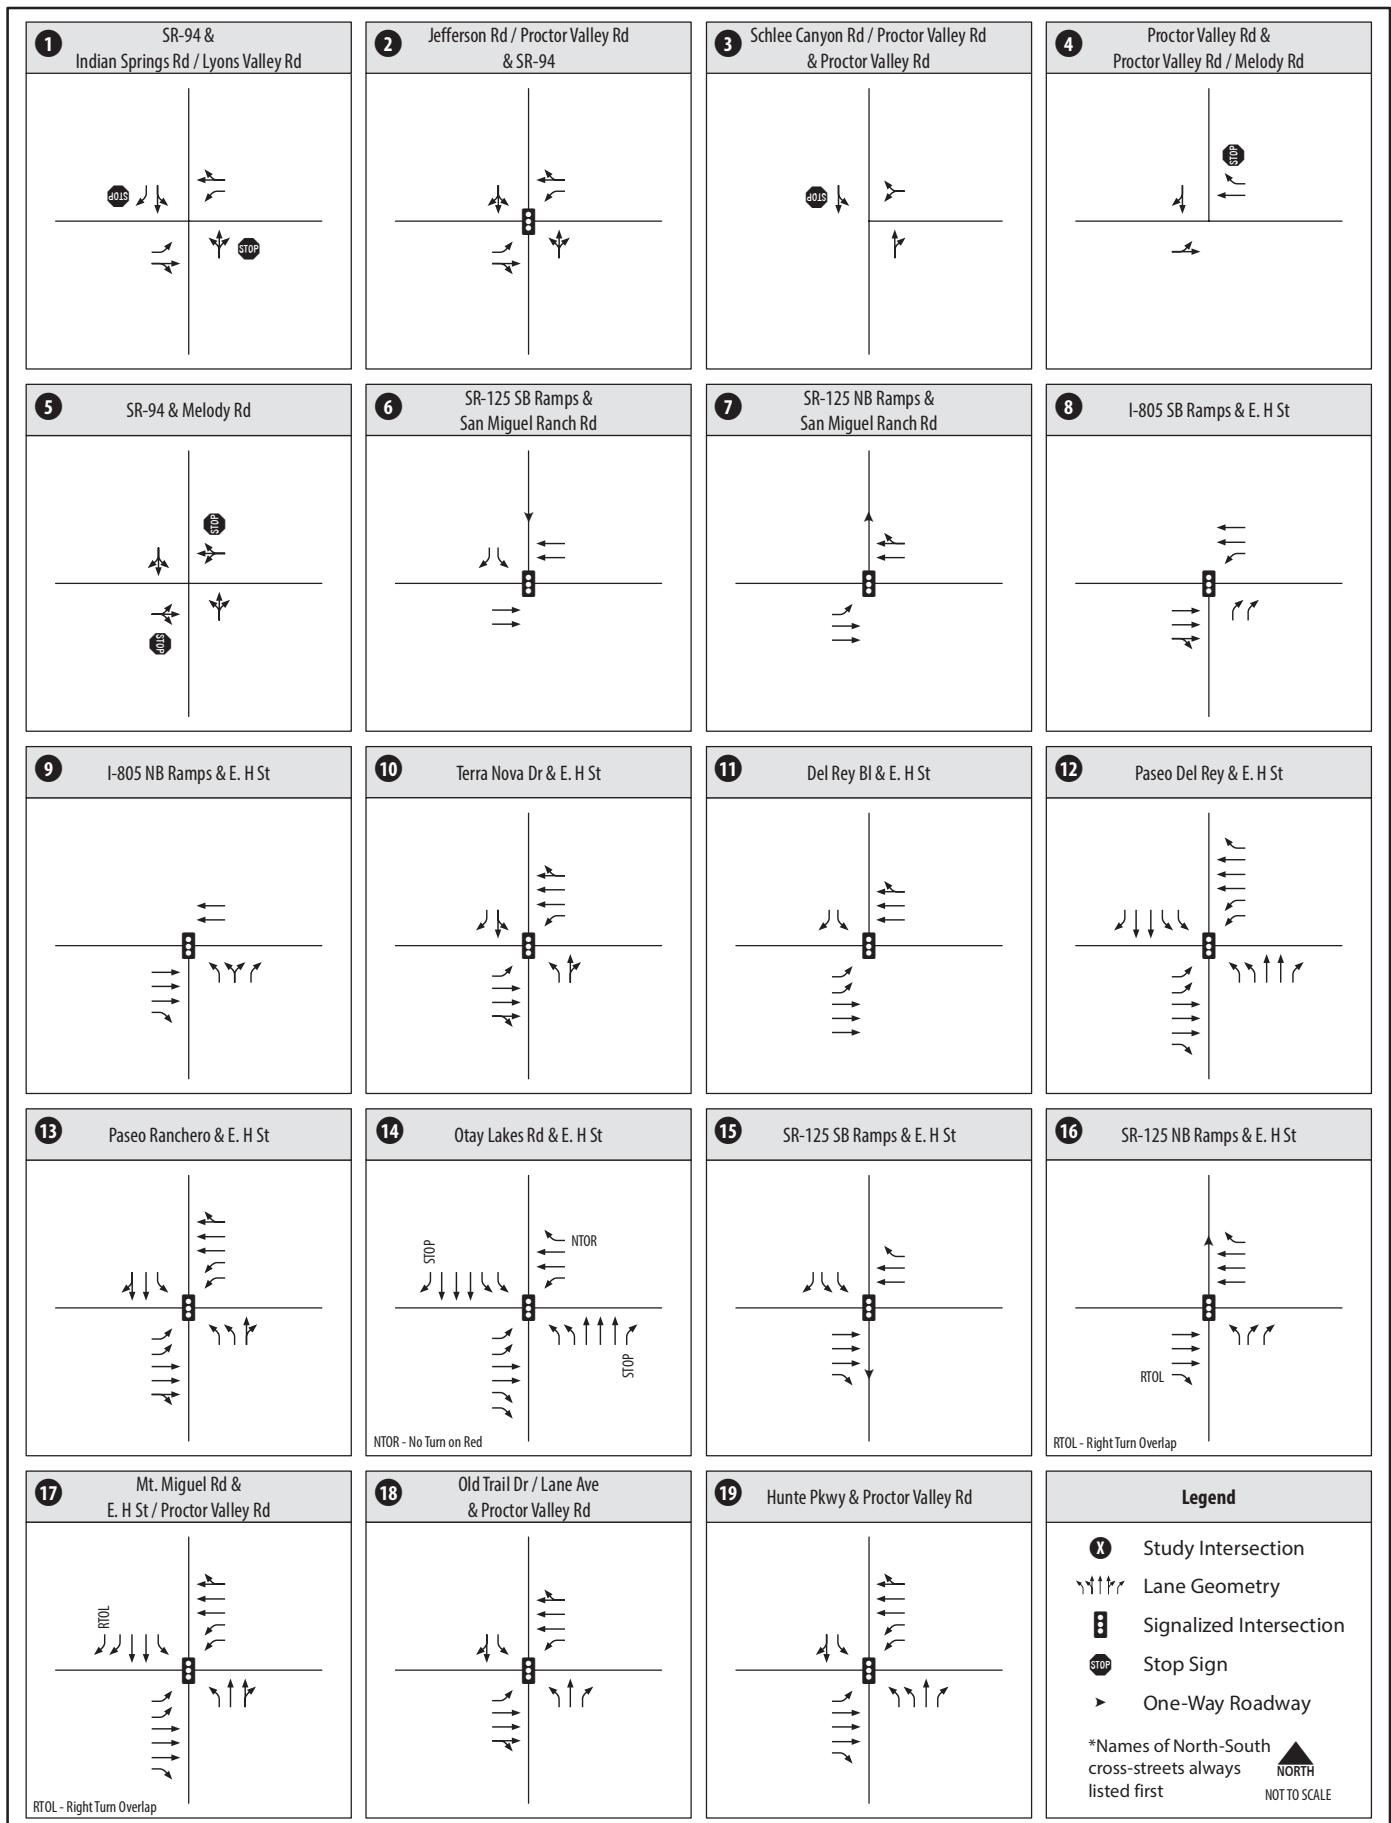 1
SR-94 &
Indian Springs Rd / Lyons Valley Rd
STOP
STOP
2
Jefferson Rd / Proctor Valley Rd
& SR-94
3
Schlee Canyon Rd / Proctor Valley Rd
& Proctor Valley Rd
STOP
4
Proctor Valley Rd &
Proctor Valley Rd / Melody Rd
STOP
5
SR-94 & Melody Rd
STOP
STOP
6
SR-125 SB Ramps &
San Miguel Ranch Rd
7
SR-125 NB Ramps &
San Miguel Ranch Rd
8
I-805 SB Ramps & E. H St
9
I-805 NB Ramps & E. H St
10
Terra Nova Dr & E. H St
11
Del Rey Bl & E. H St
12
Paseo Del Rey & E. H St
13
Paseo Ranchero & E. H St
14
Otay Lakes Rd & E. H St
STOP
NTOR
STOP
NTOR - No Turn on Red
15
SR-125 SB Ramps & E. H St
16
SR-125 NB Ramps & E. H St
RTOL
RTOL - Right Turn Overlap
17
Mt. Miguel Rd &
E. H St / Proctor Valley Rd
RTOL
RTOL - Right Turn Overlap
18
Old Trail Dr / Lane Ave
& Proctor Valley Rd
19
Hunte Pkwy & Proctor Valley Rd
Legend
X Study Intersection
Lane Geometry
Signalized Intersection
STOP Stop Sign
One-Way Roadway
*Names of North-South
cross-streets always
listed first
NORTH
NOT TO SCALE